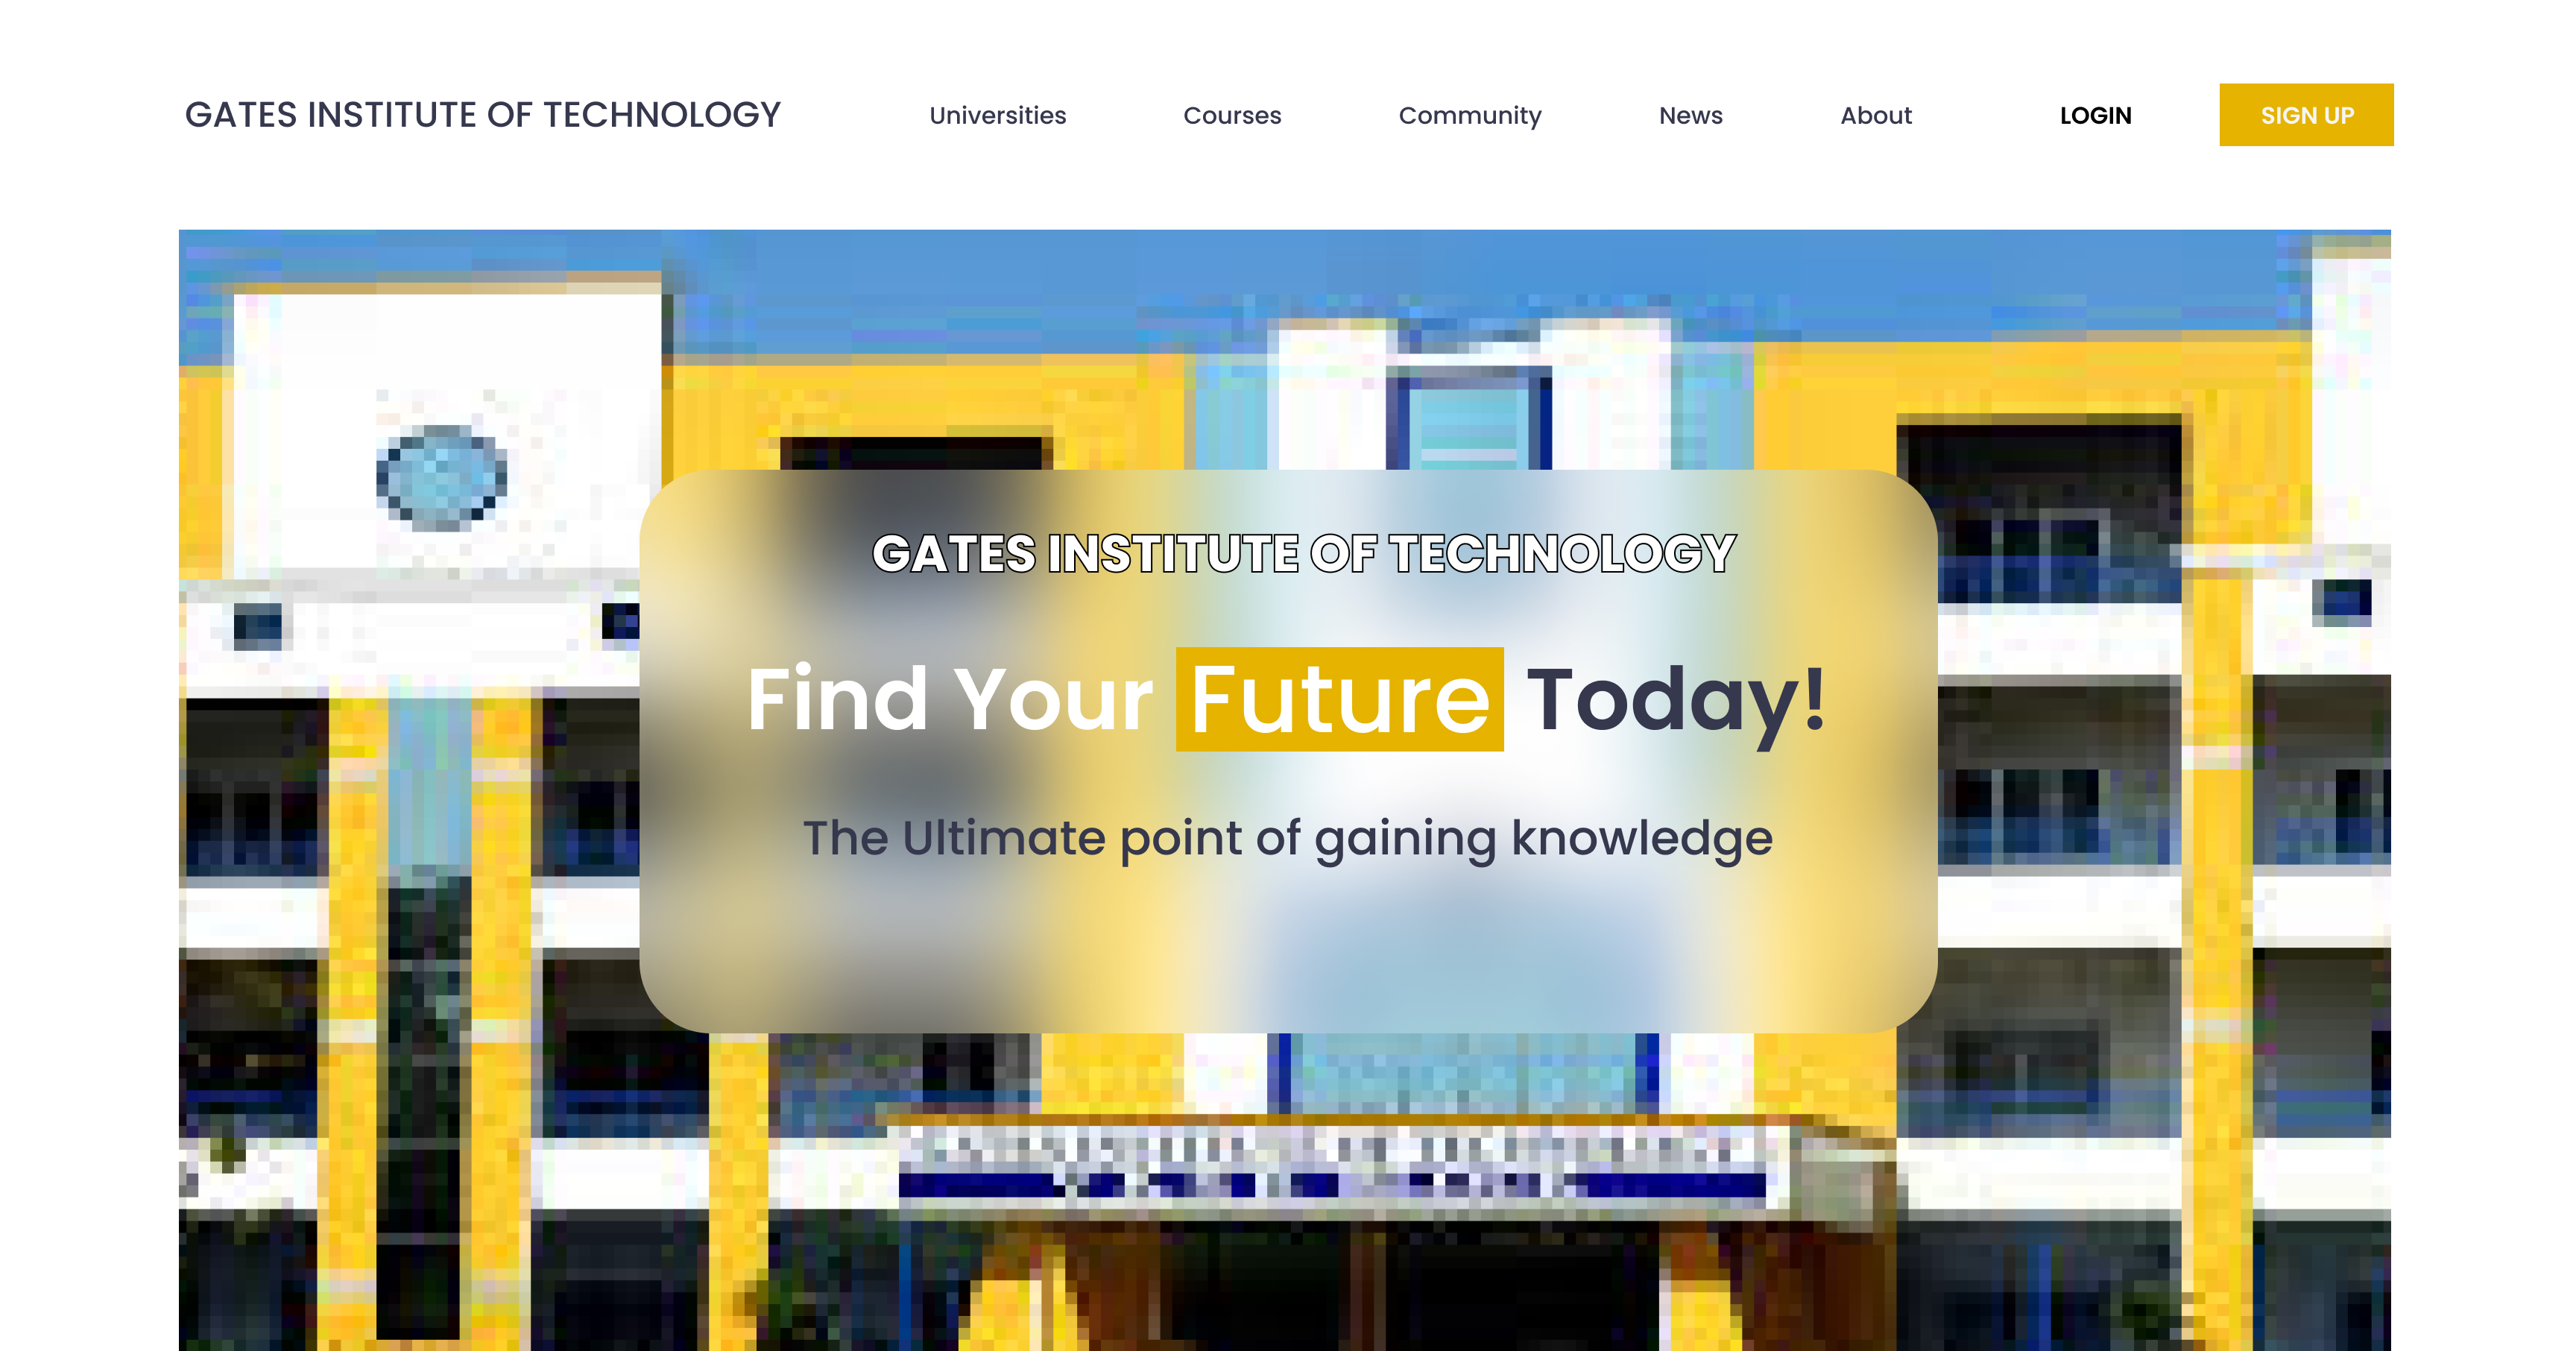 GATES INSTITUTE OF TECHNOLOGY
Universities Courses Community News About LOGIN SIGN UP
GATES INSTITUTE OF TECHNOLOGY
Find Your Future Today!
The Ultimate point of gaining knowledge